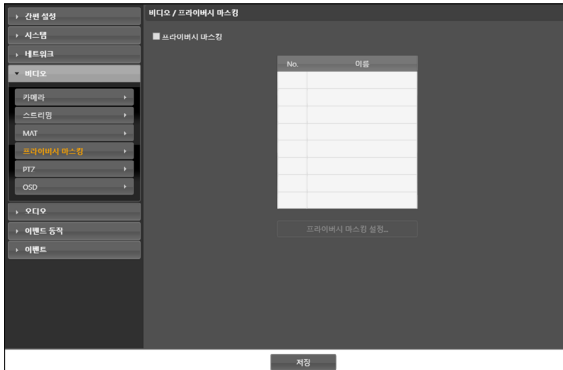 간편 설정
시스템
네트워크
비디오
카메라
스트리밍
MAT
프라이버시 마스킹
PTZ
OSD
오디오
이벤트 동작
이벤트
비디오 / 프라이버시 마스킹
프라이버시 마스킹
No. 이름
프라이버시 마스킹 설정...
저장